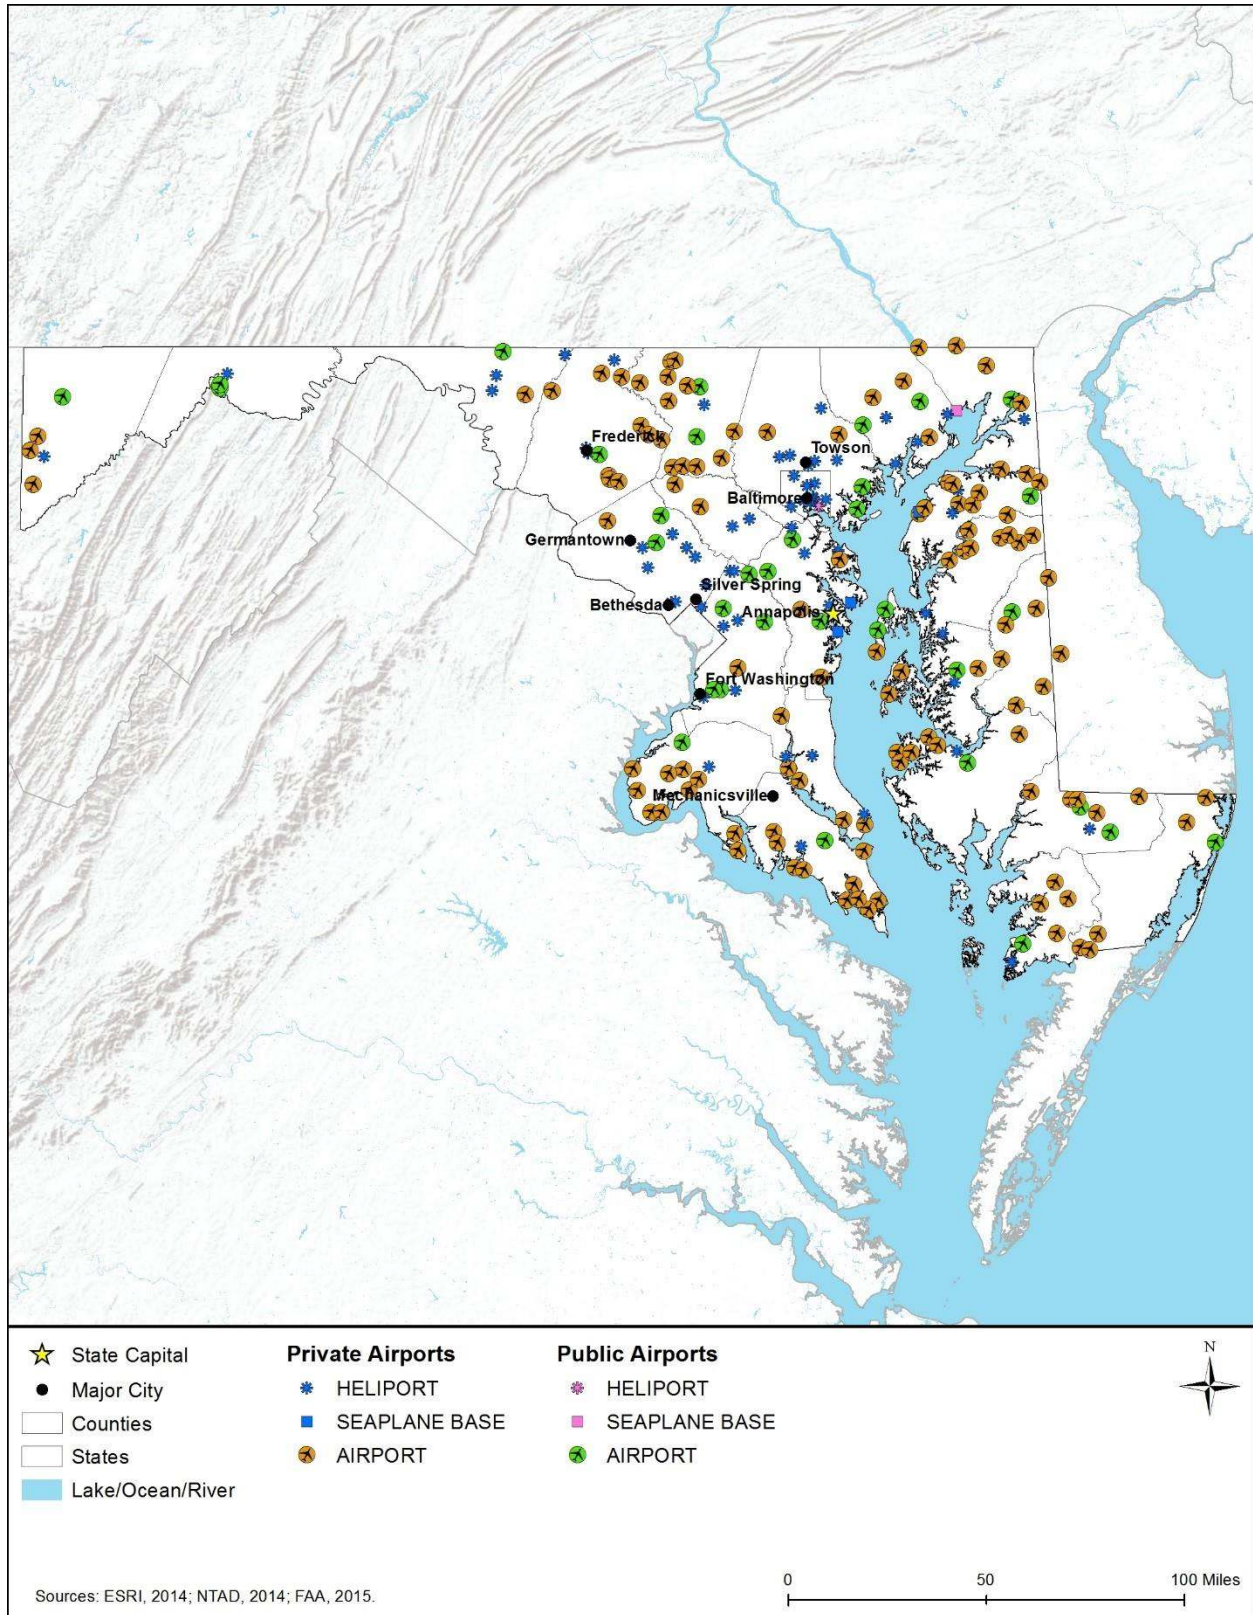 Frederick
Towson
Baltimore
Germantown
Silver Spring
Bethesda
Annapolis
Fort Washington
Mechanicsville
State Capital
Major City
Counties
States
Lake/Ocean/River
Private Airports
HELIPORT
SEAPLANE BASE
AIRPORT
Public Airports
HELIPORT
SEAPLANE BASE
AIRPORT
N
Sources: ESRI, 2014; NTAD, 2014; FAA, 2015.
0 50 100 Miles